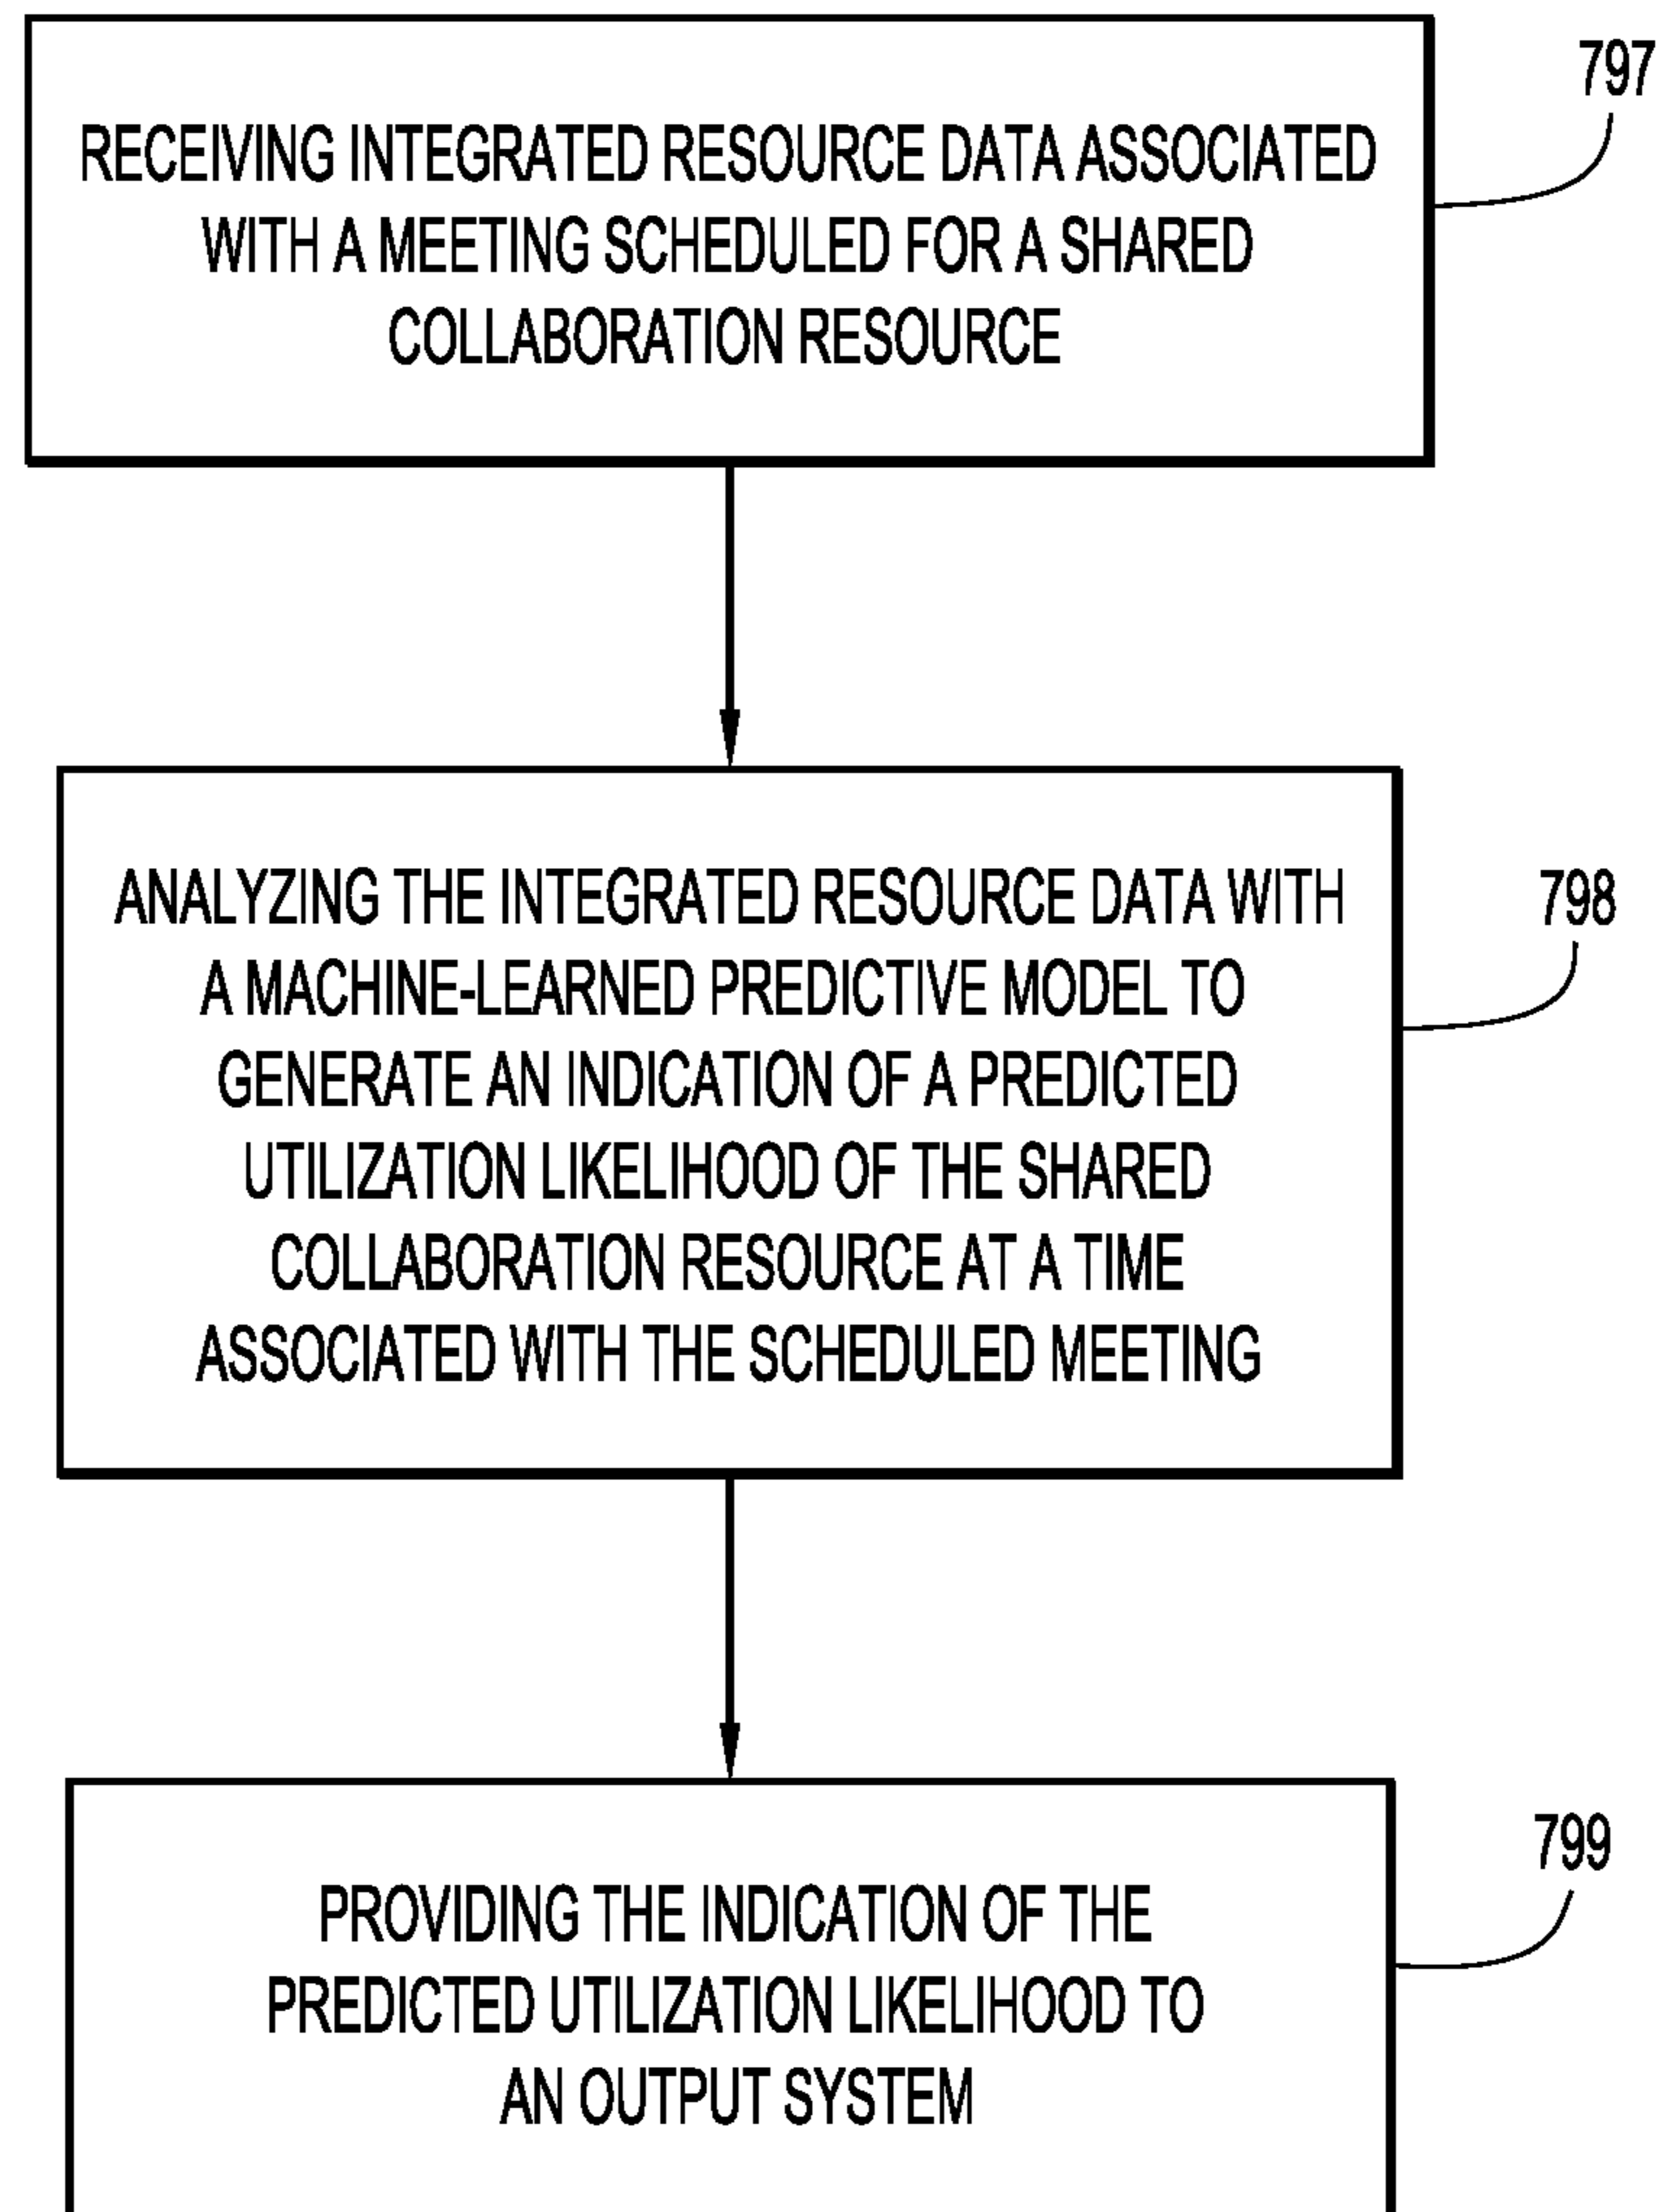 RECEIVING INTEGRATED RESOURCE DATA ASSOCIATED
WITH A MEETING SCHEDULED FOR A SHARED
COLLABORATION RESOURCE
797
ANALYZING THE INTEGRATED RESOURCE DATA WITH
A MACHINE-LEARNED PREDICTIVE MODEL TO
GENERATE AN INDICATION OF A PREDICTED
UTILIZATION LIKELIHOOD OF THE SHARED
COLLABORATION RESOURCE AT A TIME
ASSOCIATED WITH THE SCHEDULED MEETING
798
PROVIDING THE INDICATION OF THE
PREDICTED UTILIZATION LIKELIHOOD TO
AN OUTPUT SYSTEM
799